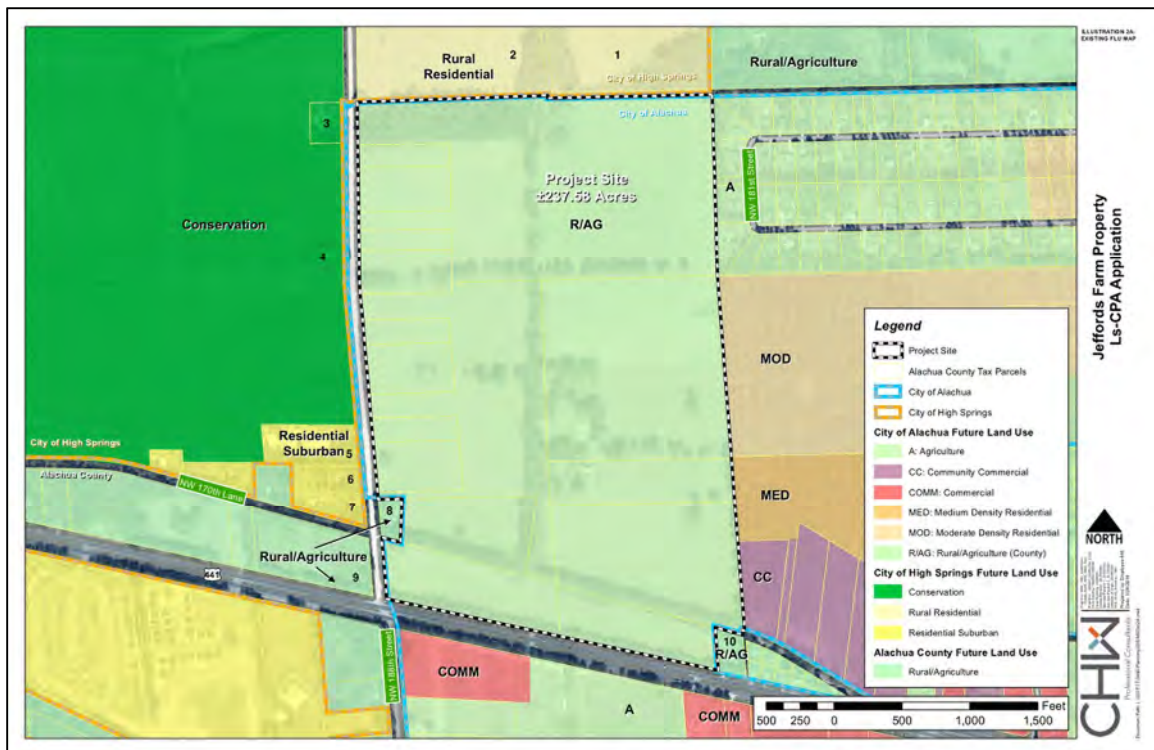 ILLUSTRATION 2A:
EXISTING FLU MAP
Jeffords Farm Property
Ls-CPA Application
Rural
Residential
2
1
City of High Springs
Rural/Agriculture
City of Alachua
3
Project Site
±237.58 Acres
R/AG
A
NW 181st Street
Conservation
4
MOD
MED
CC
City of High Springs
Alachua County
NW 170th Lane
Residential
Suburban
5
6
7
8
Rural/Agriculture
9
441
NW 188th Street
10
R/AG
COMM
A
COMM
Legend
Project Site
Alachua County Tax Parcels
City of Alachua
City of High Springs
City of Alachua Future Land Use
A: Agriculture
CC: Community Commercial
COMM: Commercial
MED: Medium Density Residential
MOD: Moderate Density Residential
R/AG: Rural/Agriculture (County)
City of High Springs Future Land Use
Conservation
Rural Residential
Residential Suburban
Alachua County Future Land Use
Rural/Agriculture
Feet
500 250 0 500 1,000 1,500
NORTH
CHW
Professional Consultants